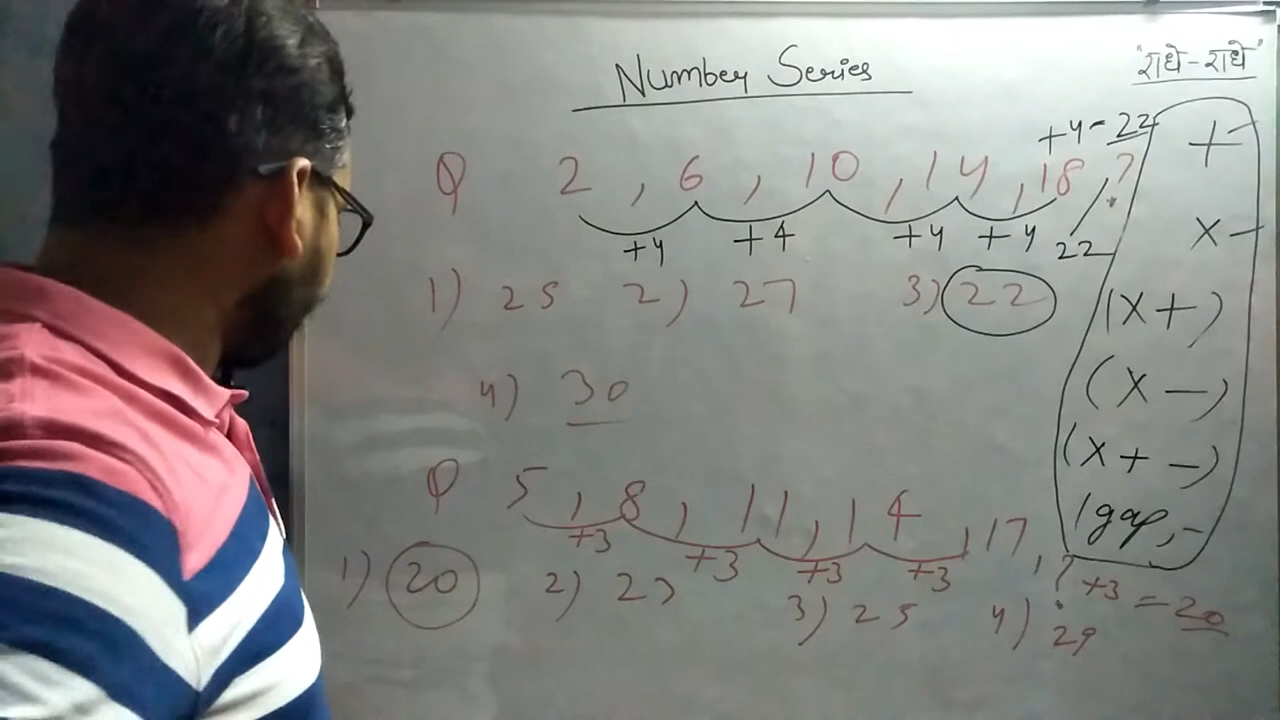 Number Series
"राधे-राधे"
+4-22
Q 2, 6, 10, 14, 18, ?
+4 +4 +4 +4 22
1) 25 2) 27 3) 22
4) 30
+
×
(×+)
(×-)
(×+-)
1gap,-
Q 5, 8, 11, 14, 17, ?
+3 +3 +3 +3 +3 = 20
1) 20 2) 3) 25 4) 29